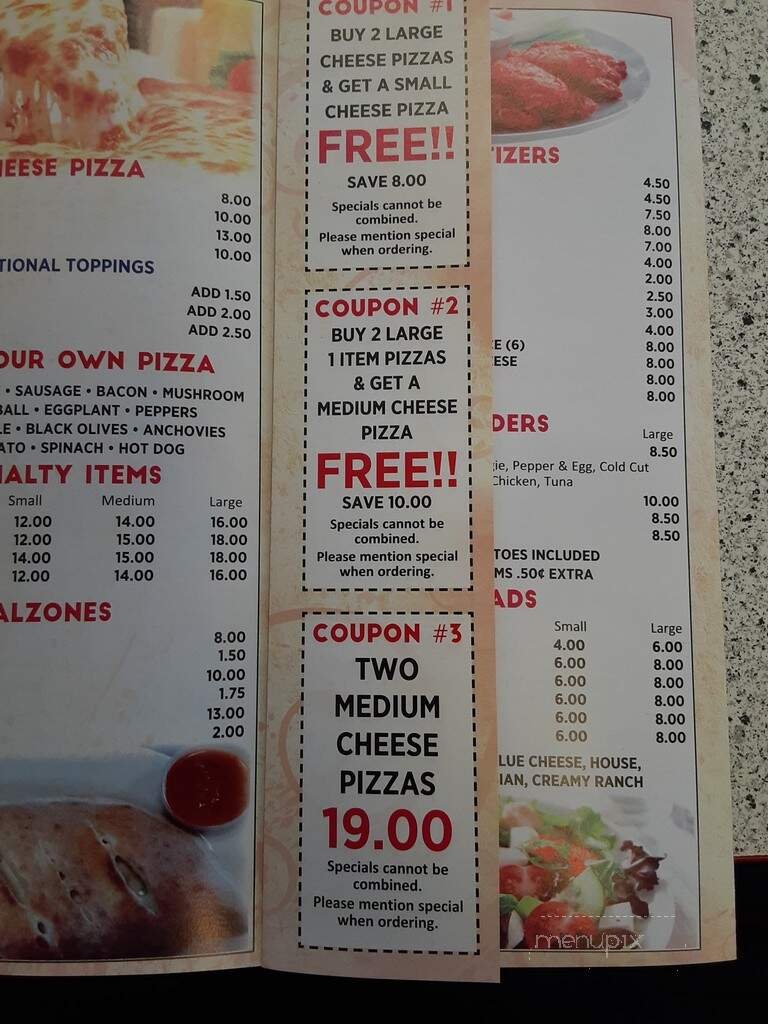 HEESE PIZZA
8.00
10.00
13.00
10.00
TIONAL TOPPINGS
ADD 1.50
ADD 2.00
ADD 2.50
OUR OWN PIZZA
• SAUSAGE • BACON • MUSHROOM
BALL • EGGPLANT • PEPPERS
LE • BLACK OLIVES • ANCHOVIES
ATO • SPINACH • HOT DOG
IALTY ITEMS
Small Medium Large
12.00 14.00 16.00
12.00 15.00 18.00
14.00 15.00 18.00
12.00 14.00 16.00
ALZONES
8.00
1.50
10.00
1.75
13.00
2.00
COUPON #1
BUY 2 LARGE
CHEESE PIZZAS
& GET A SMALL
CHEESE PIZZA
FREE!!
SAVE 8.00
Specials cannot be
combined.
Please mention special
when ordering.
COUPON #2
BUY 2 LARGE
1 ITEM PIZZAS
& GET A
MEDIUM CHEESE
PIZZA
FREE!!
SAVE 10.00
Specials cannot be
combined.
Please mention special
when ordering.
COUPON #3
TWO
MEDIUM
CHEESE
PIZZAS
19.00
Specials cannot be
combined.
Please mention special
when ordering.
TIZERS
4.50
4.50
7.50
8.00
7.00
4.00
2.00
2.50
3.00
4.00
CE (6) 8.00
EESE 8.00
8.00
8.00
DERS
Large
8.50
gie, Pepper & Egg, Cold Cut
Chicken, Tuna
10.00
8.50
8.50
TOES INCLUDED
MS .50¢ EXTRA
ADS
Small Large
4.00 6.00
6.00 8.00
6.00 8.00
6.00 8.00
6.00 8.00
6.00 8.00
LUE CHEESE, HOUSE,
IAN, CREAMY RANCH
menupix